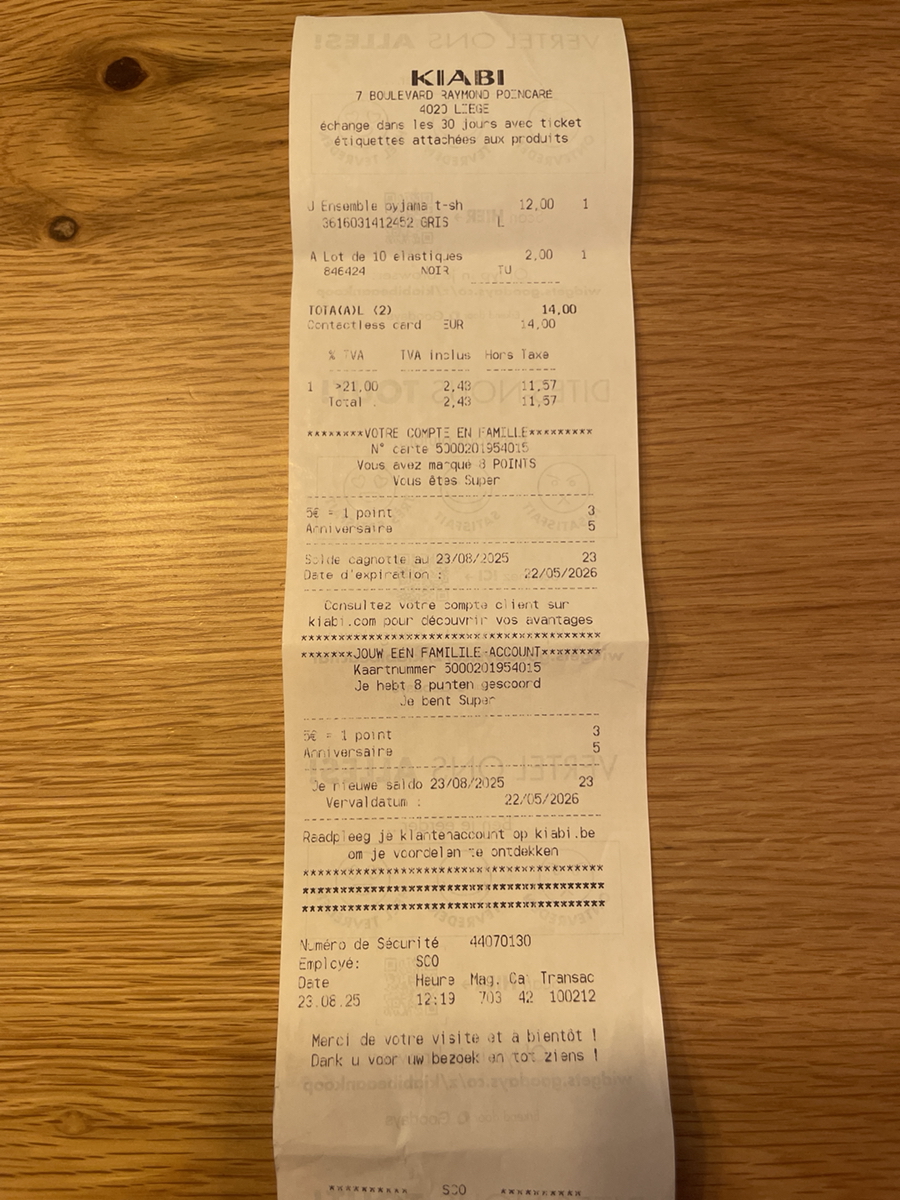 KIABI
7 BOULEVARD RAYMOND POINCARE
4020 LIEGE
échange dans les 30 jours avec ticket
étiquettes attachées aux produits
J Ensemble pyjama t-sh 12,00 1
3616031412452 GRIS L
A Lot de 10 elastiques 2,00 1
846424 NOIR TU
TOTA(A)L (2) 14,00
Contactless card EUR 14,00
% TVA TVA inclus Hors Taxe
1 >21,00 2,43 11,57
Total : 2,43 11,57
********VOTRE COMPTE EN FAMILLE*********
N° carte 5000201954015
Vous avez marqué 8 POINTS
Vous êtes Super
5€ = 1 point 3
Anniversaire 5
Solde cagnotte au 23/08/2025 23
Date d'expiration : 22/05/2026
Consultez votre compte client sur
kiabi.com pour découvrir vos avantages
****************************************
*******JOUW EEN FAMILILE-ACCOUNT********
Kaartnummer 5000201954015
Je hebt 8 punten gescoord
Je bent Super
5€ = 1 point 3
Anniversaire 5
Je nieuwe saldo 23/08/2025 23
Vervaldatum : 22/05/2026
Raadpleeg je klantenaccount op kiabi.be
om je voordelen te ontdekken
****************************************
****************************************
****************************************
Numéro de Sécurité 44070130
Employé: SCO
Date Heure Mag. Ca Transac
23.08.25 12:19 703 42 100212
Merci de votre visite et à bientôt !
Dank u voor uw bezoek en tot ziens !
********** SCO **********